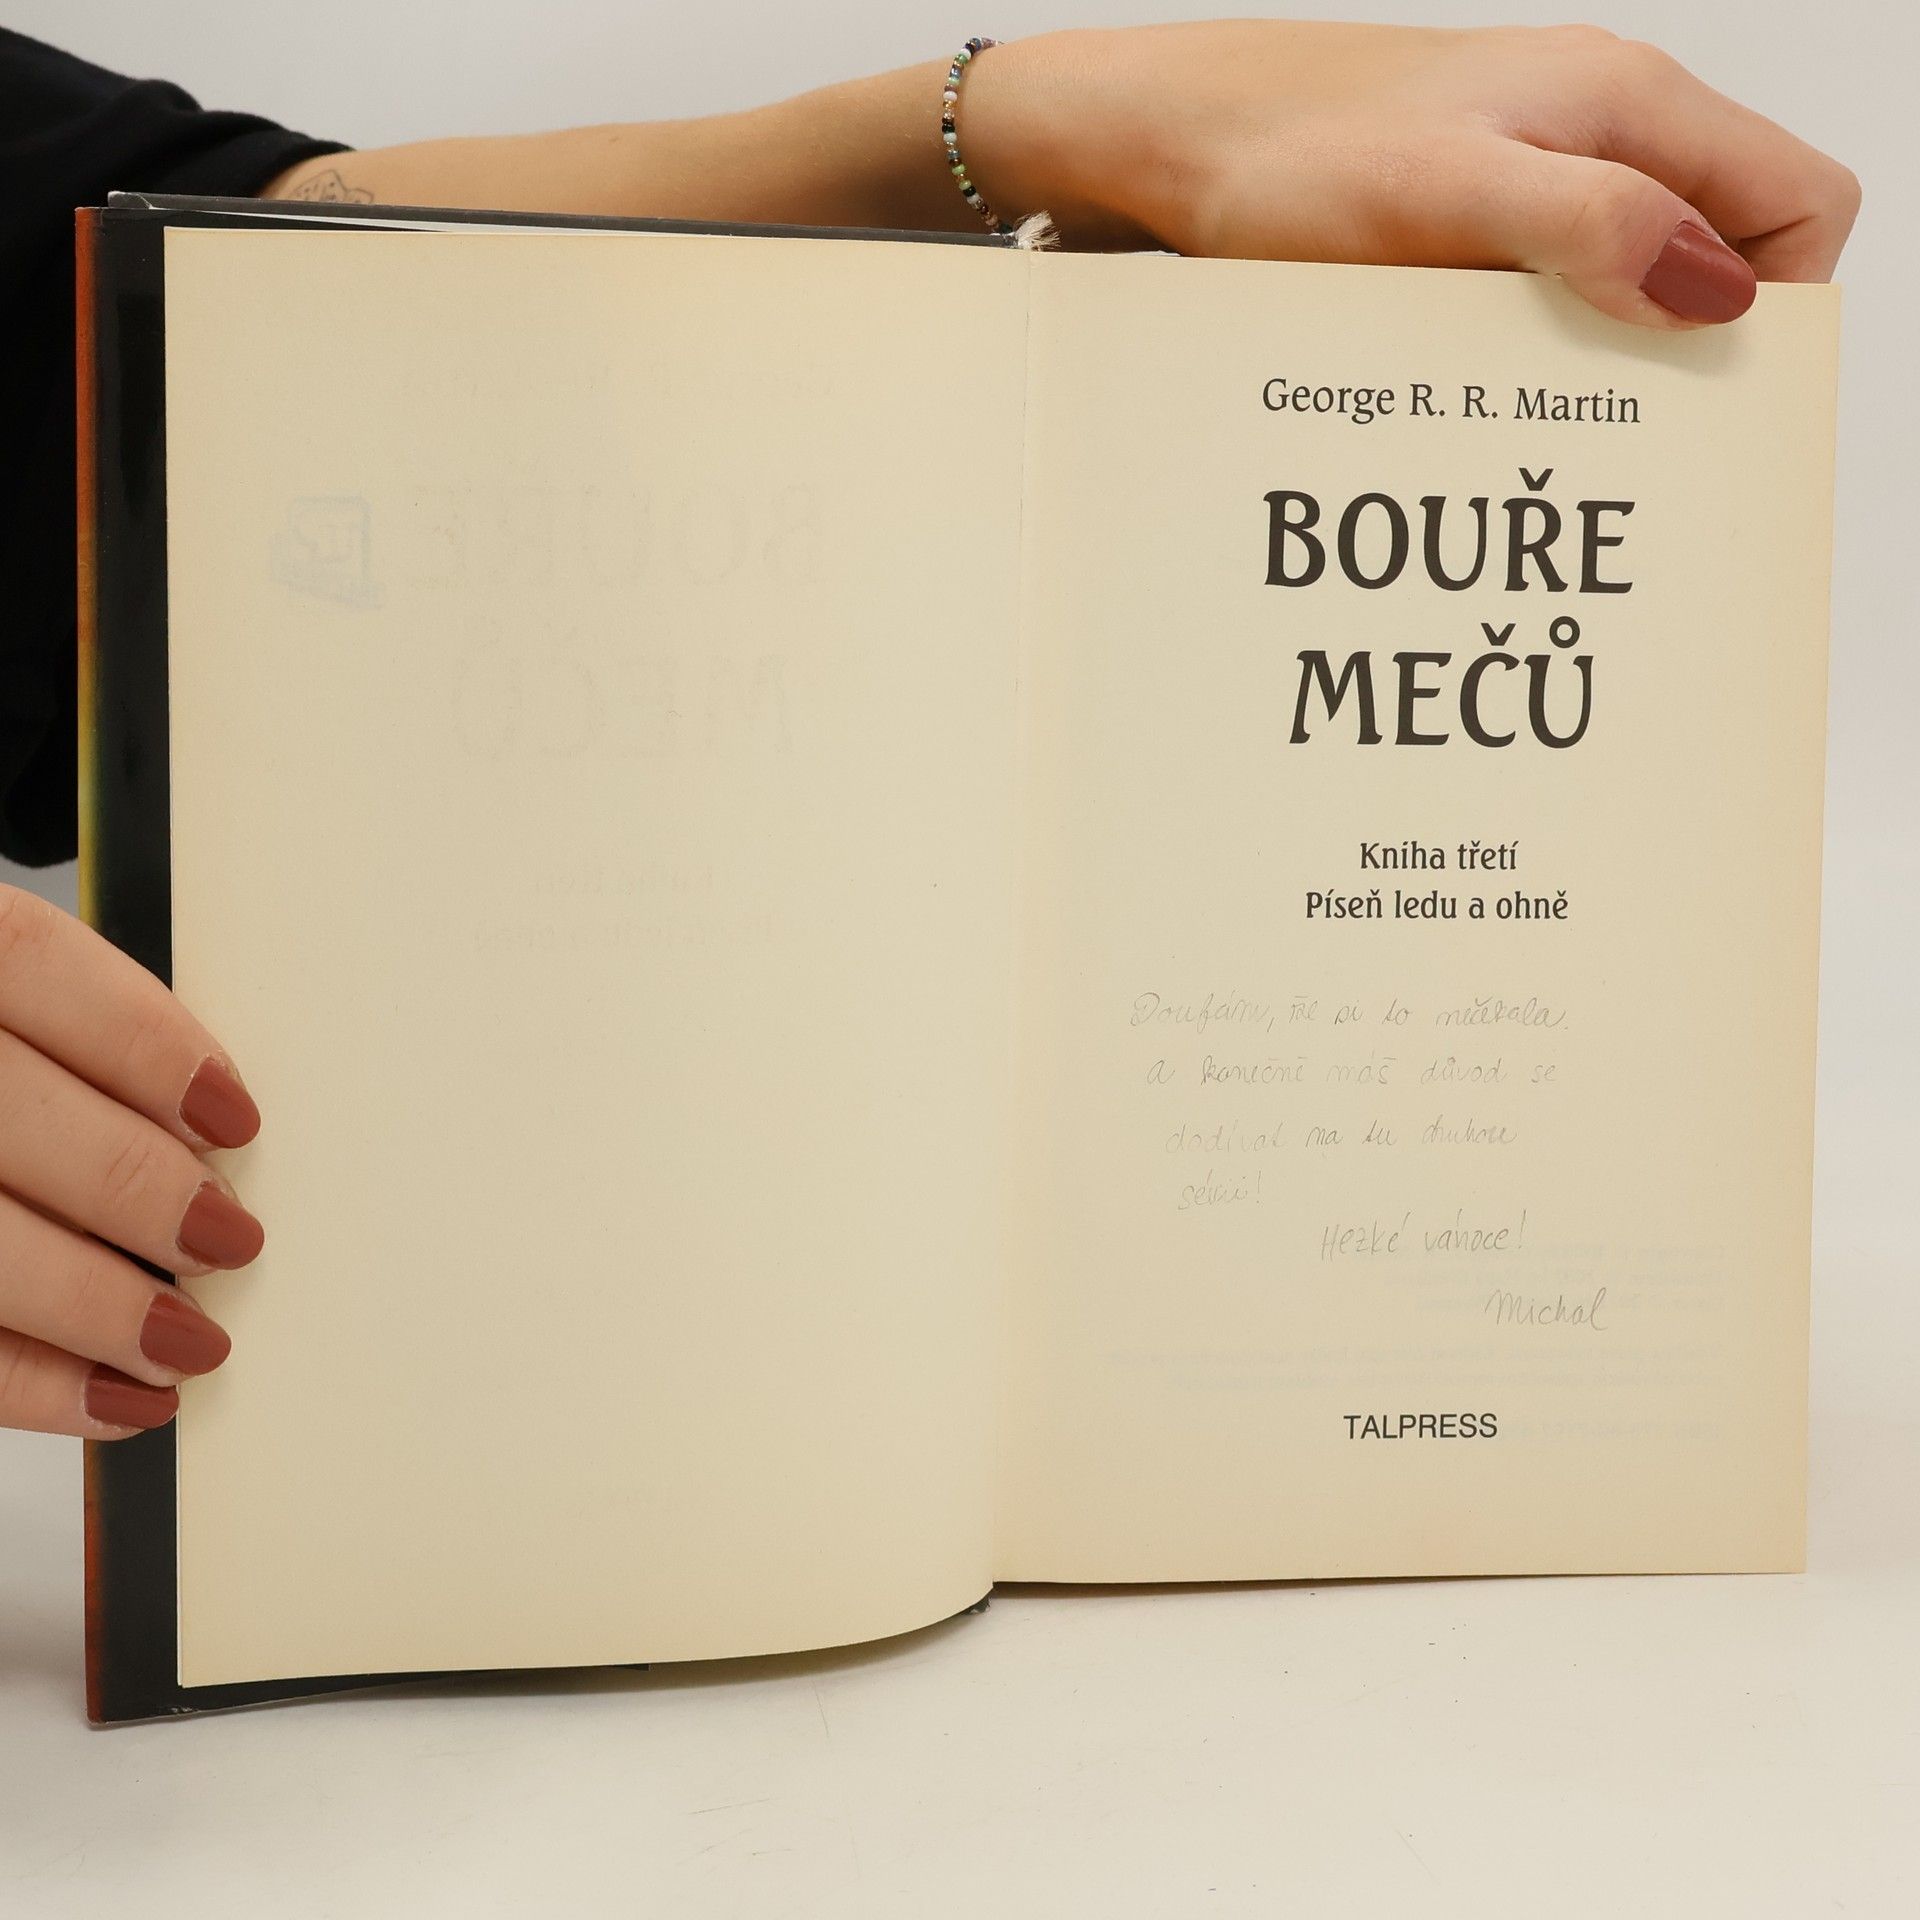 George R. R. Martin
BOUŘE
MEČŮ
Kniha třetí
Píseň ledu a ohně
Doufám, že si to nečekala
a konečně máš důvod se
dodívat na tu druhou
sérii!
Hezké vánoce!
Michal
TALPRESS